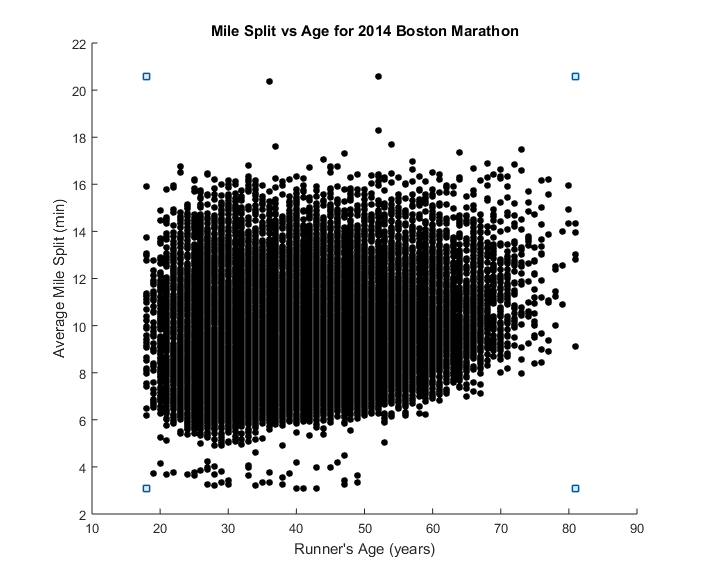 Mile Split vs Age for 2014 Boston Marathon
22
20
18
16
14
12
10
8
6
4
2
Average Mile Split (min)
10 20 30 40 50 60 70 80 90
Runner's Age (years)